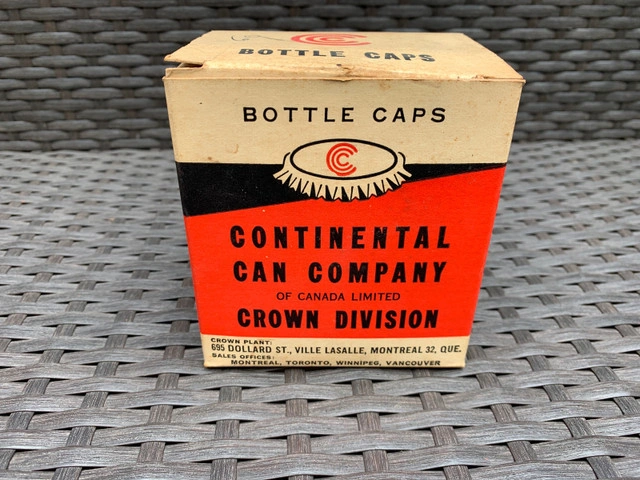 BOTTLE CAPS
BOTTLE CAPS
CONTINENTAL
CAN COMPANY
OF CANADA LIMITED
CROWN DIVISION
CROWN PLANT:
695 DOLLARD ST., VILLE LASALLE, MONTREAL 32, QUE.
SALES OFFICES:
MONTREAL, TORONTO, WINNIPEG, VANCOUVER